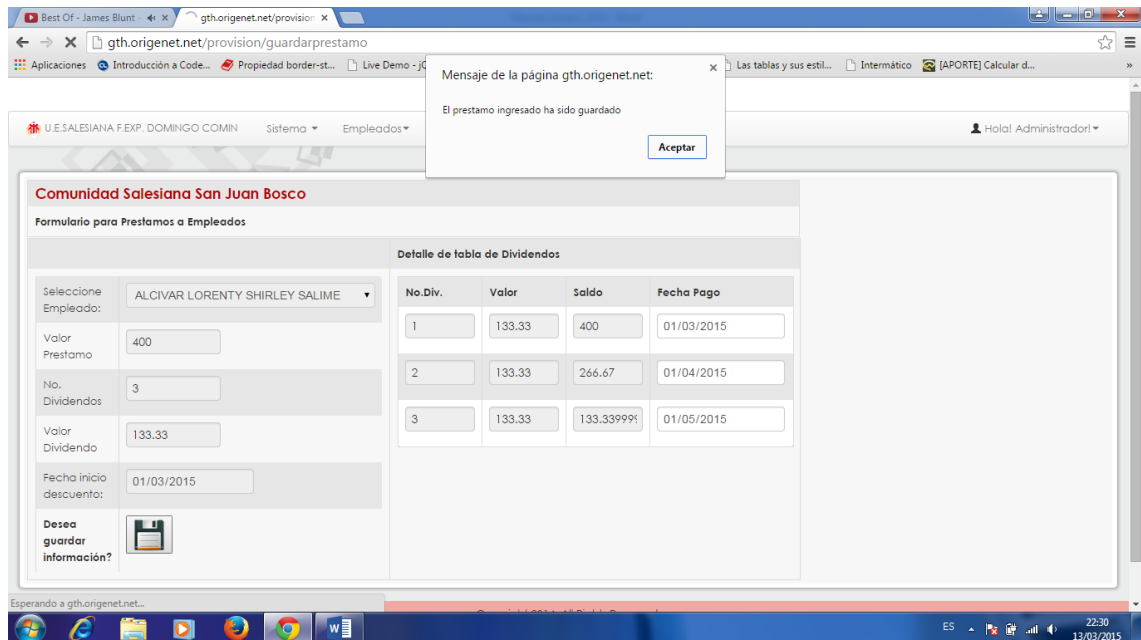 Best Of - James Blunt -
gth.origenet.net/provision
gth.origenet.net/provision/guardarprestamo
Aplicaciones Introducción a Code... Propiedad border-st... Live Demo - jQ Las tablas y sus estil... Intermático [APORTE] Calcular d... »
Mensaje de la página gth.origenet.net:
El prestamo ingresado ha sido guardado
Aceptar
U.E.SALESIANA F.EXP. DOMINGO COMIN Sistema Empleados Hola! Administrador!
Comunidad Salesiana San Juan Bosco
Formulario para Prestamos a Empleados
Detalle de tabla de Dividendos
Seleccione Empleado: ALCIVAR LORENTY SHIRLEY SALIME
Valor Prestamo 400
No. Dividendos 3
Valor Dividendo 133.33
Fecha inicio descuento: 01/03/2015
Desea guardar información?
No.Div. Valor Saldo Fecha Pago
1 133.33 400 01/03/2015
2 133.33 266.67 01/04/2015
3 133.33 133.339999 01/05/2015
Esperando a gth.origenet.net...
ES 22:30
13/03/2015